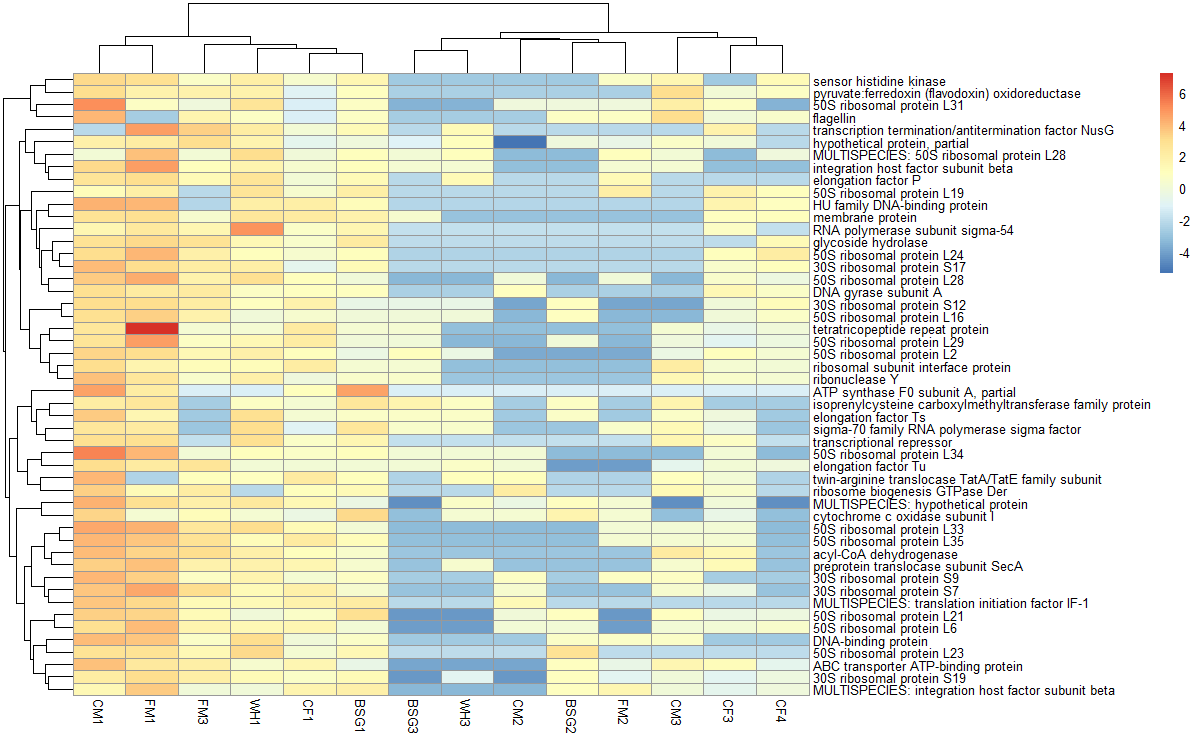 sensor histidine kinase
pyruvate:ferredoxin (flavodoxin) oxidoreductase
50S ribosomal protein L31
flagellin
transcription termination/antitermination factor NusG
hypothetical protein, partial
MULTISPECIES: 50S ribosomal protein L28
integration host factor subunit beta
elongation factor P
50S ribosomal protein L19
HU family DNA-binding protein
membrane protein
RNA polymerase subunit sigma-54
glycoside hydrolase
50S ribosomal protein L24
30S ribosomal protein S17
50S ribosomal protein L28
DNA gyrase subunit A
30S ribosomal protein S12
50S ribosomal protein L16
tetratricopeptide repeat protein
50S ribosomal protein L29
50S ribosomal protein L2
ribosomal subunit interface protein
ribonuclease Y
ATP synthase F0 subunit A, partial
isoprenylcysteine carboxylmethyltransferase family protein
elongation factor Ts
sigma-70 family RNA polymerase sigma factor
transcriptional repressor
50S ribosomal protein L34
elongation factor Tu
twin-arginine translocase TatA/TatE family subunit
ribosome biogenesis GTPase Der
MULTISPECIES: hypothetical protein
cytochrome c oxidase subunit I
50S ribosomal protein L33
50S ribosomal protein L35
acyl-CoA dehydrogenase
preprotein translocase subunit SecA
30S ribosomal protein S9
30S ribosomal protein S7
MULTISPECIES: translation initiation factor IF-1
50S ribosomal protein L21
50S ribosomal protein L6
DNA-binding protein
50S ribosomal protein L23
ABC transporter ATP-binding protein
30S ribosomal protein S19
MULTISPECIES: integration host factor subunit beta
CM1 FM1 FM3 WH1 CF1 BSG1 BSG3 WH3 CM2 BSG2 FM2 CM3 CF3 CF4
6
4
2
0
-2
-4